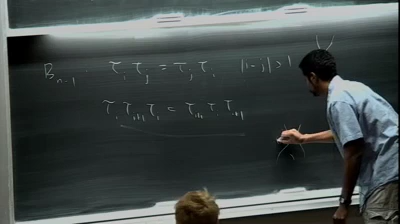 B_{n-1} τ_i τ_j = τ_j τ_i |i-j|>1
τ_i τ_{i+1} τ_i = τ_{i+1} τ_i τ_{i+1}